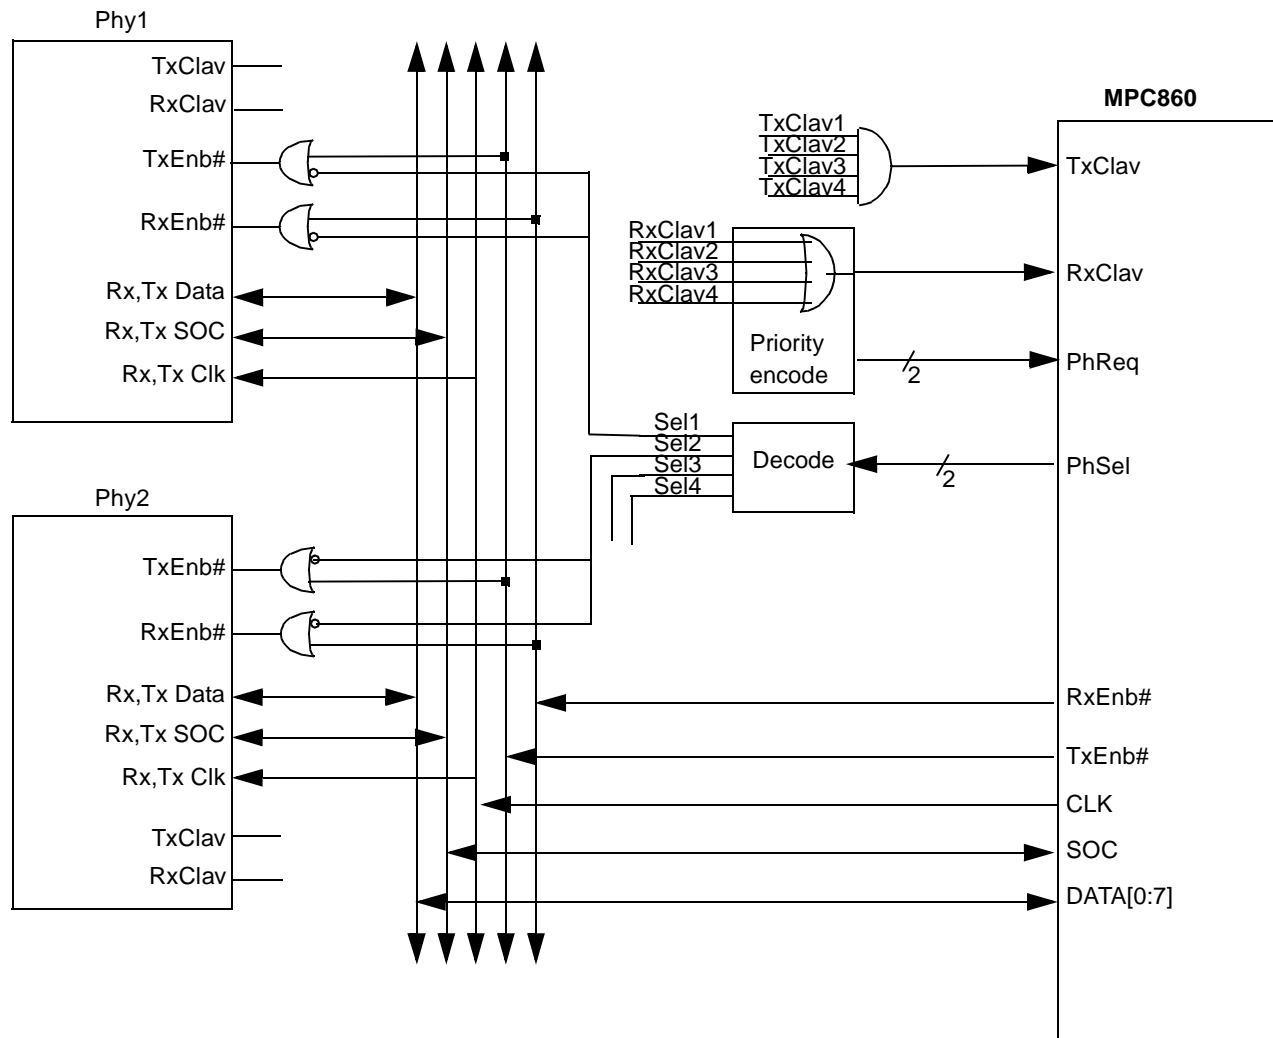 Phy1
TxClav
RxClav
TxEnb#
RxEnb#
Rx,Tx Data
Rx,Tx SOC
Rx,Tx Clk
Phy2
TxEnb#
RxEnb#
Rx,Tx Data
Rx,Tx SOC
Rx,Tx Clk
TxClav
RxClav
TxClav1
TxClav2
TxClav3
TxClav4
RxClav1
RxClav2
RxClav3
RxClav4
Priority
encode
2
Sel1
Sel2
Sel3
Sel4
Decode
2
MPC860
TxClav
RxClav
PhReq
PhSel
RxEnb#
TxEnb#
CLK
SOC
DATA[0:7]